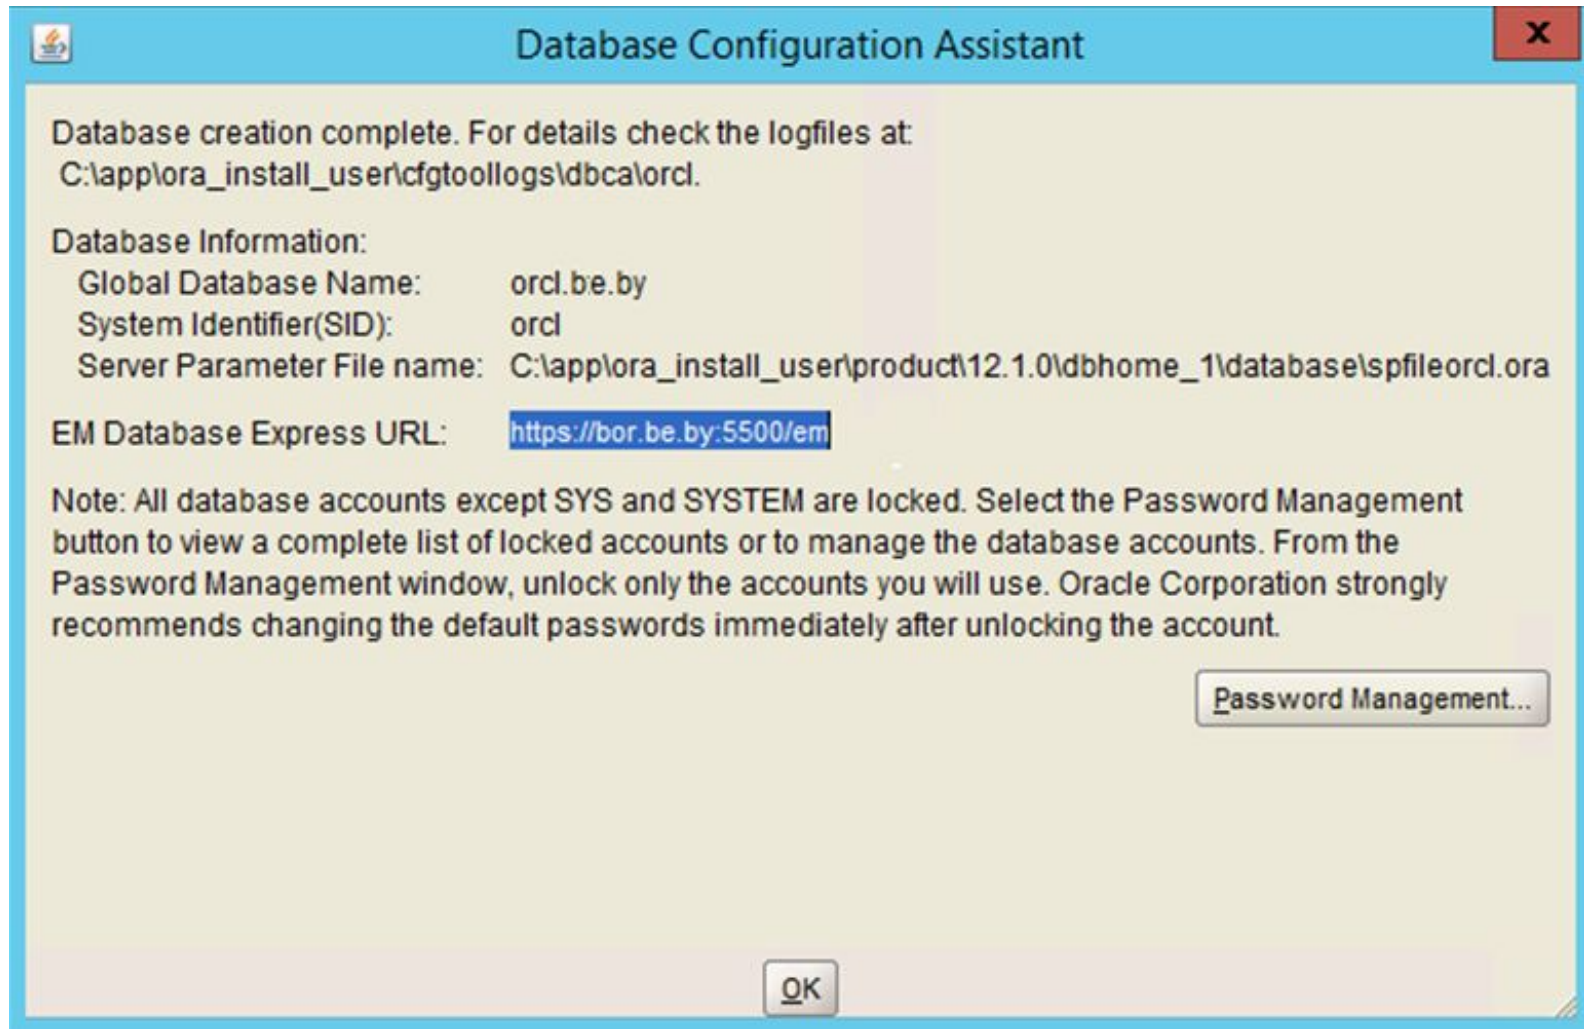 Database Configuration Assistant
x
Database creation complete. For details check the logfiles at:
C:\app\ora_install_user\cfgtoollogs\dbca\orcl.
Database Information:
Global Database Name: orcl.be.by
System Identifier(SID): orcl
Server Parameter File name: C:\app\ora_install_user\product\12.1.0\dbhome_1\database\spfileorcl.ora
EM Database Express URL: https://bor.be.by:5500/em
Note: All database accounts except SYS and SYSTEM are locked. Select the Password Management
button to view a complete list of locked accounts or to manage the database accounts. From the
Password Management window, unlock only the accounts you will use. Oracle Corporation strongly
recommends changing the default passwords immediately after unlocking the account.
Password Management...
OK